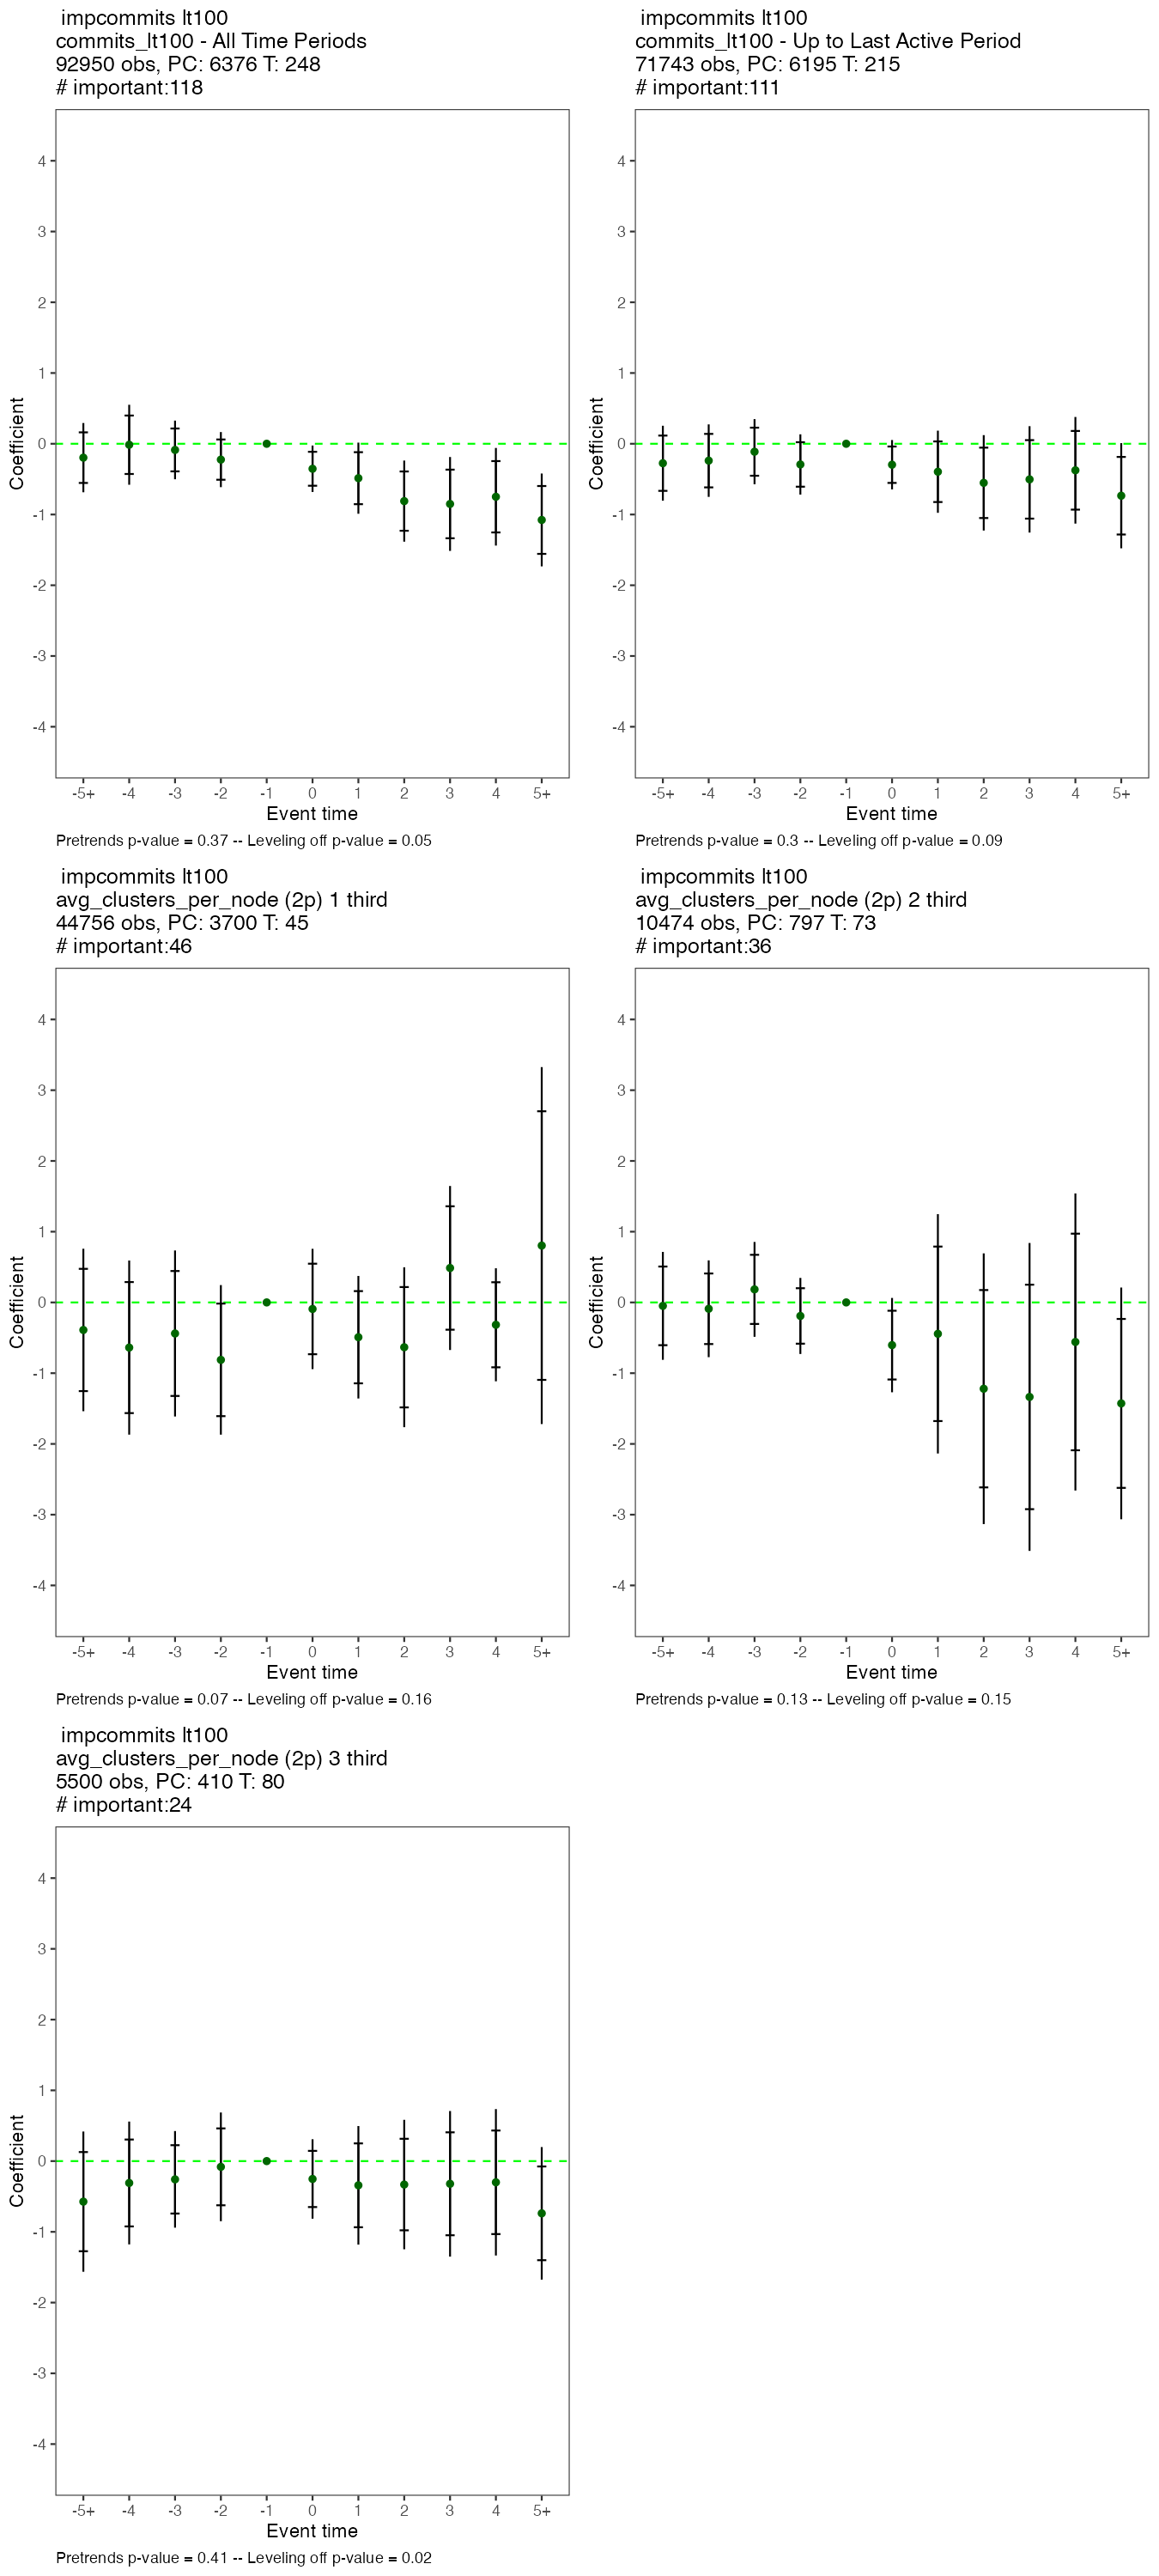 impcommits lt100
commits_lt100 - All Time Periods
92950 obs, PC: 6376 T: 248
# important:118
4
3
2
1
0
-1
-2
-3
-4
Coefficient
-5+ -4 -3 -2 -1 0 1 2 3 4 5+
Event time
Pretrends p-value = 0.37 -- Leveling off p-value = 0.05
impcommits lt100
commits_lt100 - Up to Last Active Period
71743 obs, PC: 6195 T: 215
# important:111
4
3
2
1
0
-1
-2
-3
-4
Coefficient
-5+ -4 -3 -2 -1 0 1 2 3 4 5+
Event time
Pretrends p-value = 0.3 -- Leveling off p-value = 0.09
impcommits lt100
avg_clusters_per_node (2p) 1 third
44756 obs, PC: 3700 T: 45
# important:46
4
3
2
1
0
-1
-2
-3
-4
Coefficient
-5+ -4 -3 -2 -1 0 1 2 3 4 5+
Event time
Pretrends p-value = 0.07 -- Leveling off p-value = 0.16
impcommits lt100
avg_clusters_per_node (2p) 2 third
10474 obs, PC: 797 T: 73
# important:36
4
3
2
1
0
-1
-2
-3
-4
Coefficient
-5+ -4 -3 -2 -1 0 1 2 3 4 5+
Event time
Pretrends p-value = 0.13 -- Leveling off p-value = 0.15
impcommits lt100
avg_clusters_per_node (2p) 3 third
5500 obs, PC: 410 T: 80
# important:24
4
3
2
1
0
-1
-2
-3
-4
Coefficient
-5+ -4 -3 -2 -1 0 1 2 3 4 5+
Event time
Pretrends p-value = 0.41 -- Leveling off p-value = 0.02